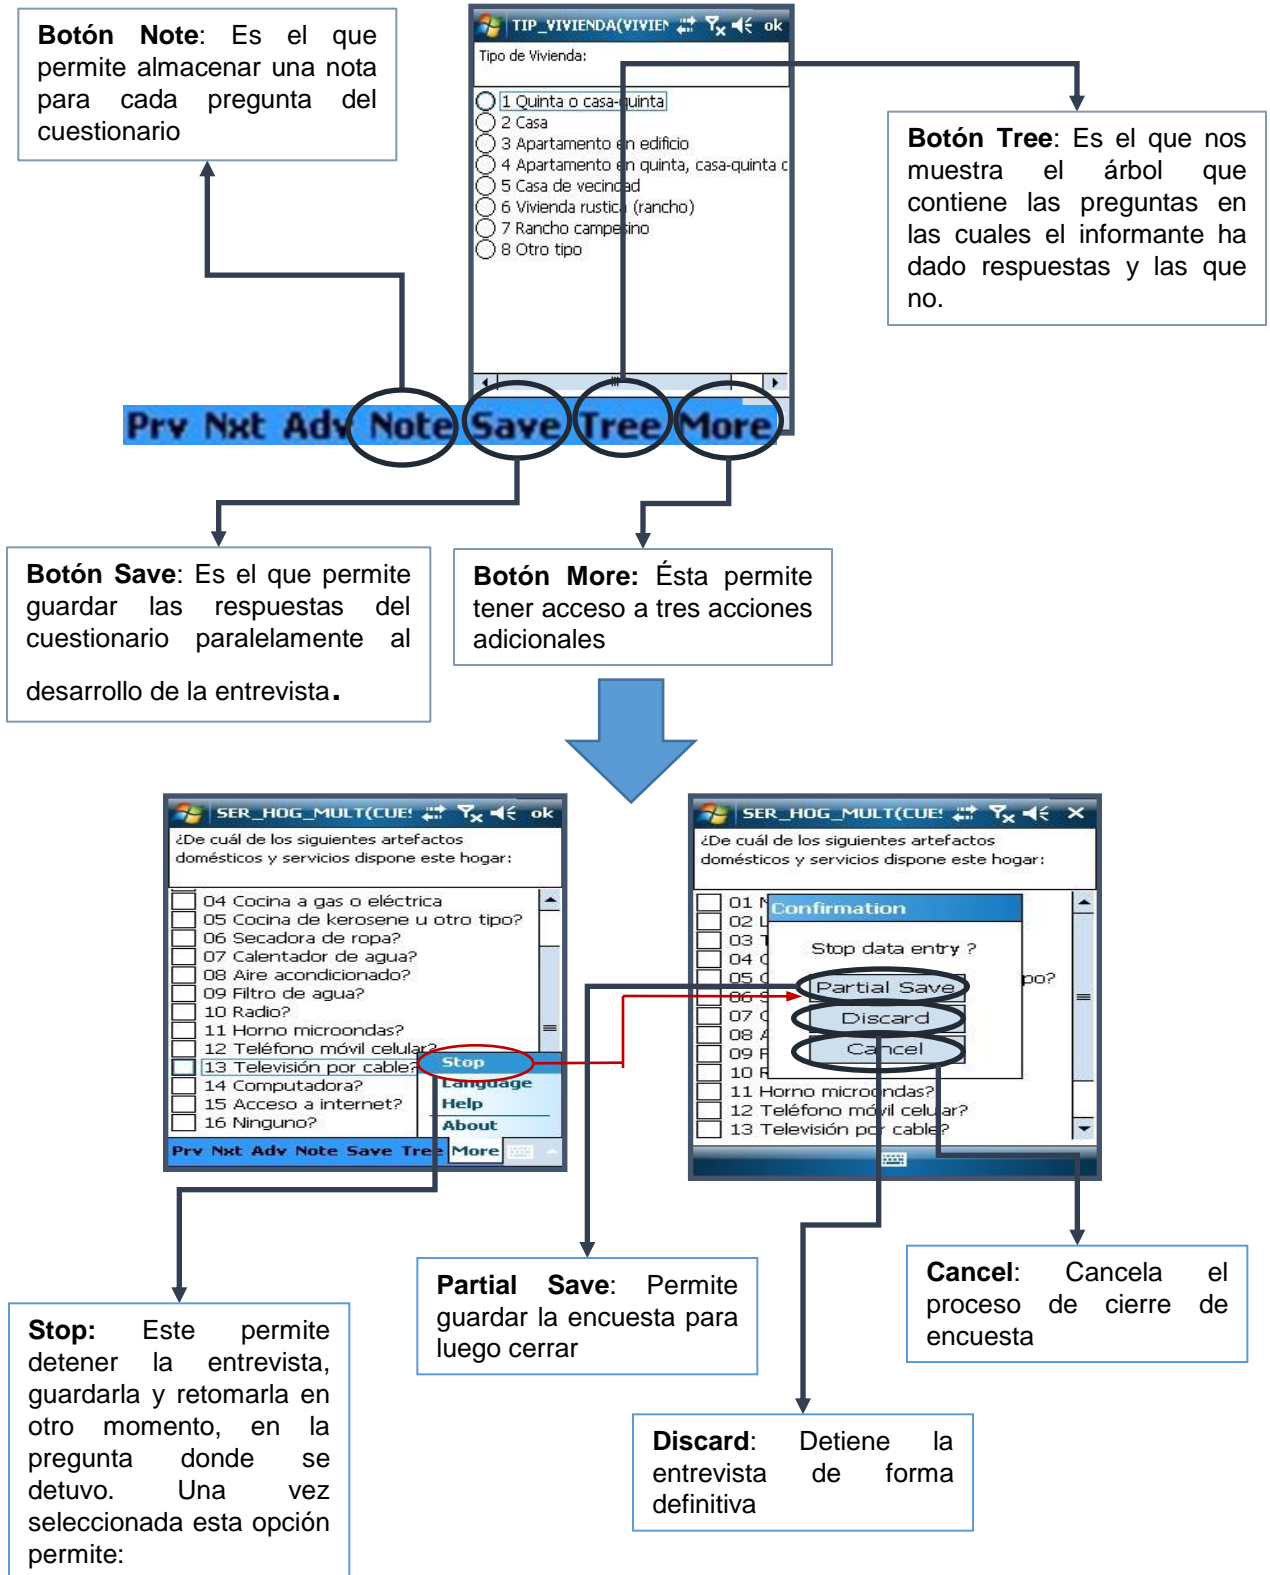 Botón Note: Es el que
permite almacenar una nota
para cada pregunta del
cuestionario
TIP_VIVIENDA(VIVIEN
ok
Tipo de Vivienda:
1 Quinta o casa-quinta
2 Casa
3 Apartamento en edificio
4 Apartamento en quinta, casa-quinta o
5 Casa de vecindad
6 Vivienda rustica (rancho)
7 Rancho campesino
8 Otro tipo
Botón Tree: Es el que nos
muestra el árbol que
contiene las preguntas en
las cuales el informante ha
dado respuestas y las que
no.
Prv Nxt Adv Note Save Tree More
Botón Save: Es el que permite
guardar las respuestas del
cuestionario paralelamente al
desarrollo de la entrevista.
Botón More: Ésta permite
tener acceso a tres acciones
adicionales
SER_HOG_MULT(CUES
ok
¿De cuál de los siguientes artefactos
domésticos y servicios dispone este hogar:
04 Cocina a gas o eléctrica
05 Cocina de kerosene u otro tipo?
06 Secadora de ropa?
07 Calentador de agua?
08 Aire acondicionado?
09 Filtro de agua?
10 Radio?
11 Horno microondas?
12 Teléfono móvil celular?
13 Televisión por cable?
14 Computadora?
15 Acceso a internet?
16 Ninguno?
Stop
Language
Help
About
Prv Nxt Adv Note Save Tree More
SER_HOG_MULT(CUES
¿De cuál de los siguientes artefactos
domésticos y servicios dispone este hogar:
01
02
03
04
05
po?
06
07
08
09
10
11 Horno microondas?
12 Teléfono móvil celular?
13 Televisión por cable?
Confirmation
Stop data entry ?
Partial Save
Discard
Cancel
Stop: Este permite
detener la entrevista,
guardarla y retomarla en
otro momento, en la
pregunta donde se
detuvo. Una vez
seleccionada esta opción
permite:
Partial Save: Permite
guardar la encuesta para
luego cerrar
Discard: Detiene la
entrevista de forma
definitiva
Cancel: Cancela el
proceso de cierre de
encuesta